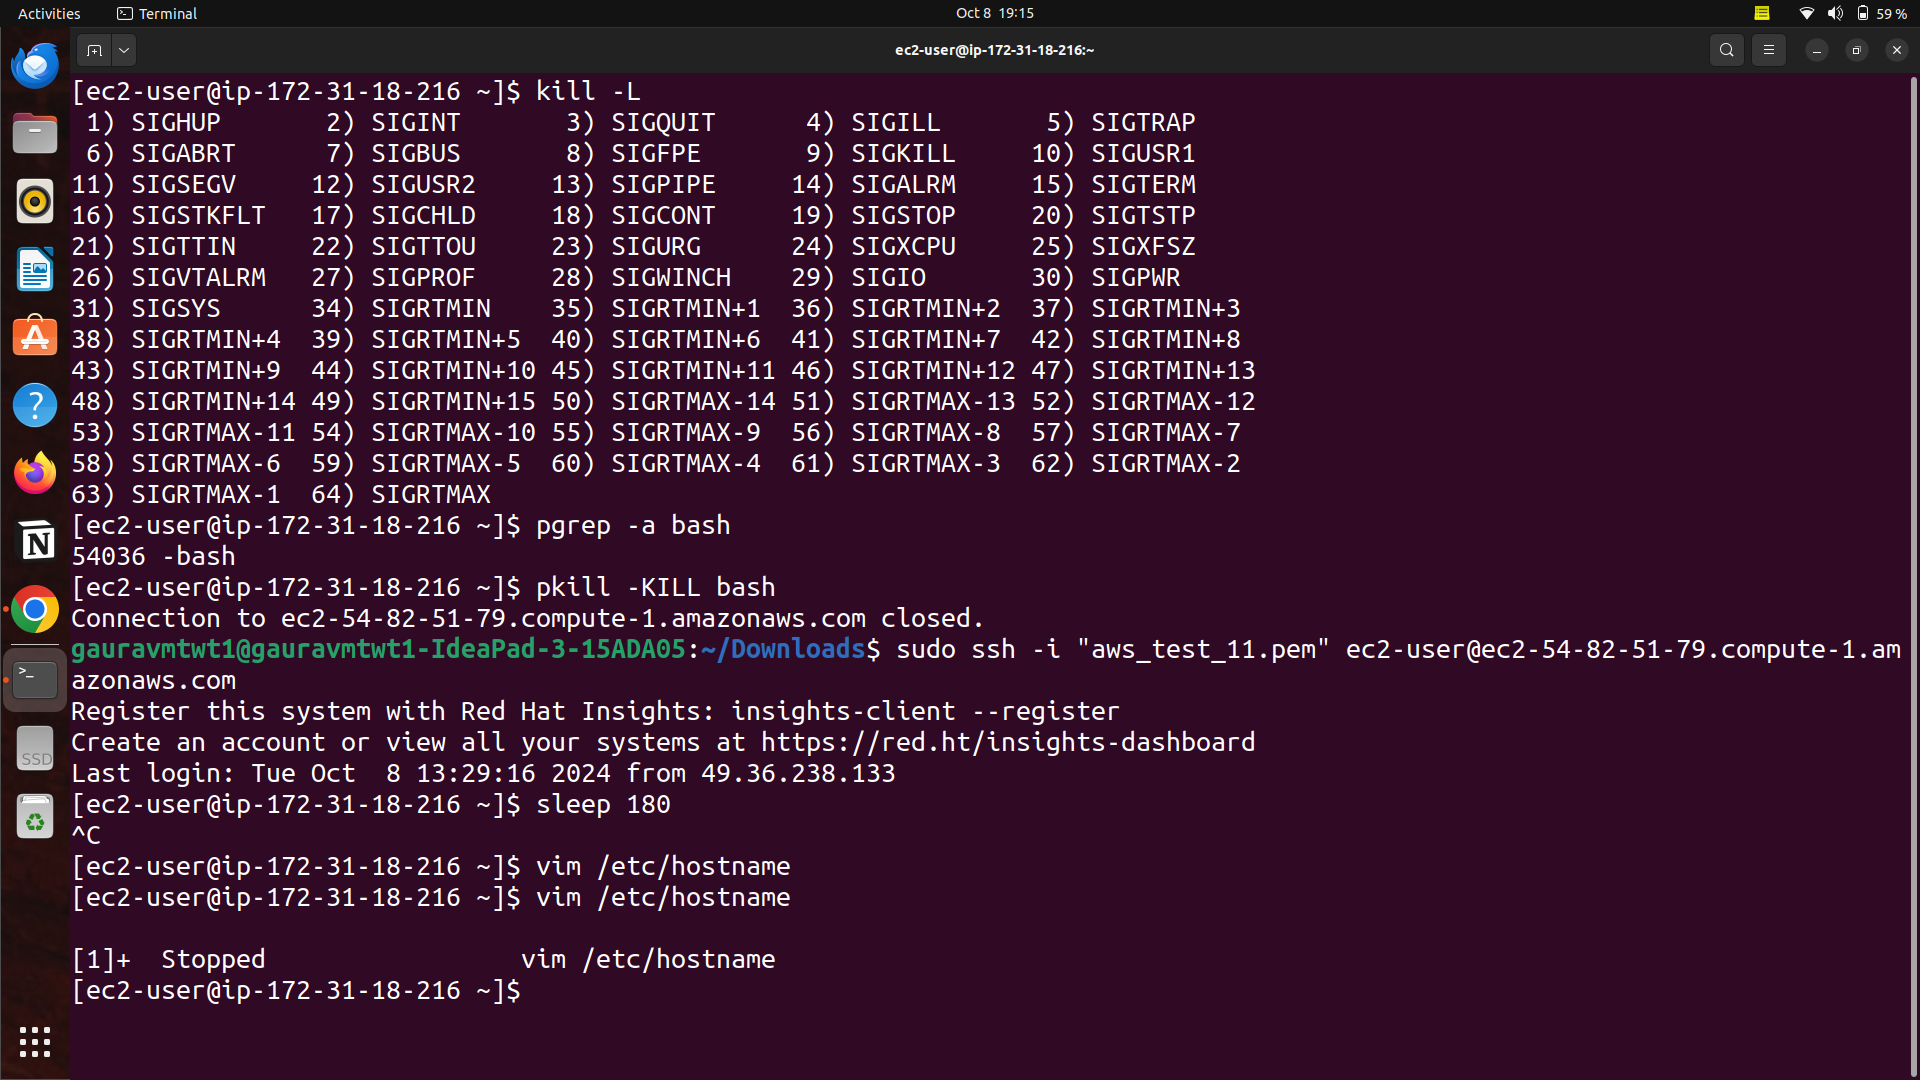 Activities Terminal Oct 8 19:15 59 %
ec2-user@ip-172-31-18-216:~
[ec2-user@ip-172-31-18-216 ~]$ kill -L
 1) SIGHUP       2) SIGINT       3) SIGQUIT      4) SIGILL       5) SIGTRAP
 6) SIGABRT      7) SIGBUS       8) SIGFPE       9) SIGKILL     10) SIGUSR1
11) SIGSEGV     12) SIGUSR2     13) SIGPIPE     14) SIGALRM     15) SIGTERM
16) SIGSTKFLT   17) SIGCHLD     18) SIGCONT     19) SIGSTOP     20) SIGTSTP
21) SIGTTIN     22) SIGTTOU     23) SIGURG      24) SIGXCPU     25) SIGXFSZ
26) SIGVTALRM   27) SIGPROF     28) SIGWINCH    29) SIGIO       30) SIGPWR
31) SIGSYS      34) SIGRTMIN    35) SIGRTMIN+1  36) SIGRTMIN+2  37) SIGRTMIN+3
38) SIGRTMIN+4  39) SIGRTMIN+5  40) SIGRTMIN+6  41) SIGRTMIN+7  42) SIGRTMIN+8
43) SIGRTMIN+9  44) SIGRTMIN+10 45) SIGRTMIN+11 46) SIGRTMIN+12 47) SIGRTMIN+13
48) SIGRTMIN+14 49) SIGRTMIN+15 50) SIGRTMAX-14 51) SIGRTMAX-13 52) SIGRTMAX-12
53) SIGRTMAX-11 54) SIGRTMAX-10 55) SIGRTMAX-9  56) SIGRTMAX-8  57) SIGRTMAX-7
58) SIGRTMAX-6  59) SIGRTMAX-5  60) SIGRTMAX-4  61) SIGRTMAX-3  62) SIGRTMAX-2
63) SIGRTMAX-1  64) SIGRTMAX
[ec2-user@ip-172-31-18-216 ~]$ pgrep -a bash
54036 -bash
[ec2-user@ip-172-31-18-216 ~]$ pkill -KILL bash
Connection to ec2-54-82-51-79.compute-1.amazonaws.com closed.
gauravmtwt1@gauravmtwt1-IdeaPad-3-15ADA05:~/Downloads$ sudo ssh -i "aws_test_11.pem" ec2-user@ec2-54-82-51-79.compute-1.am
azonaws.com
Register this system with Red Hat Insights: insights-client --register
Create an account or view all your systems at https://red.ht/insights-dashboard
Last login: Tue Oct  8 13:29:16 2024 from 49.36.238.133
[ec2-user@ip-172-31-18-216 ~]$ sleep 180
^C
[ec2-user@ip-172-31-18-216 ~]$ vim /etc/hostname
[ec2-user@ip-172-31-18-216 ~]$ vim /etc/hostname
[1]+  Stopped                 vim /etc/hostname
[ec2-user@ip-172-31-18-216 ~]$
SSD